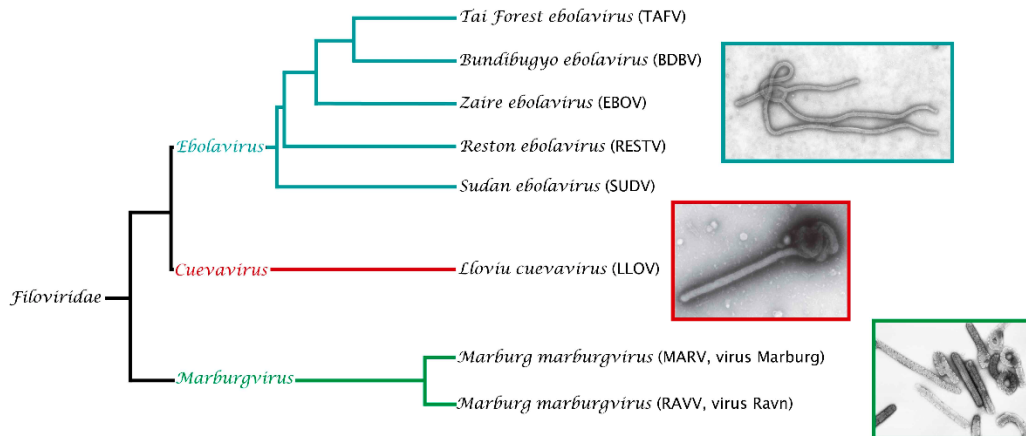 Tai Forest ebolavirus (TAFV)
Bundibugyo ebolavirus (BDBV)
Zaire ebolavirus (EBOV)
Ebolavirus
Reston ebolavirus (RESTV)
Sudan ebolavirus (SUDV)
Cuevavirus
Lloviu cuevavirus (LLOV)
Filoviridae
Marburg marburgvirus (MARV, virus Marburg)
Marburgvirus
Marburg marburgvirus (RAVV, virus Ravn)